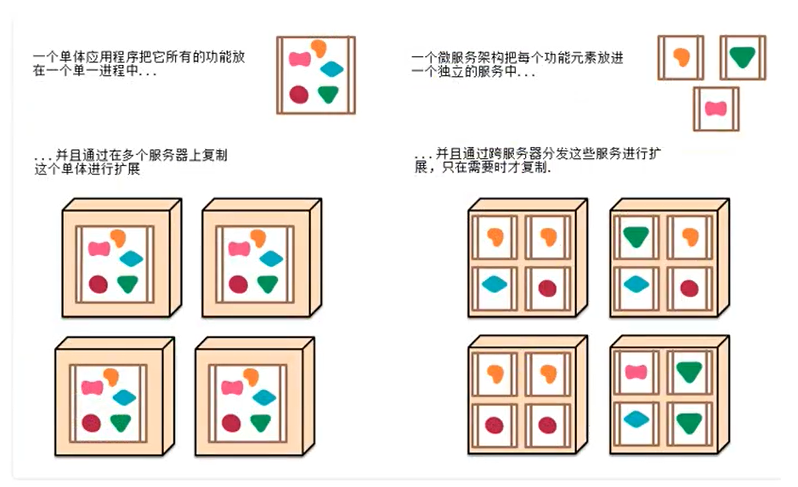 一个单体应用程序把它所有的功能放
在一个单一进程中...
...并且通过在多个服务器上复制
这个单体进行扩展
一个微服务架构把每个功能元素放进
一个独立的服务中...
...并且通过跨服务器分发这些服务进行扩
展，只在需要时才复制.